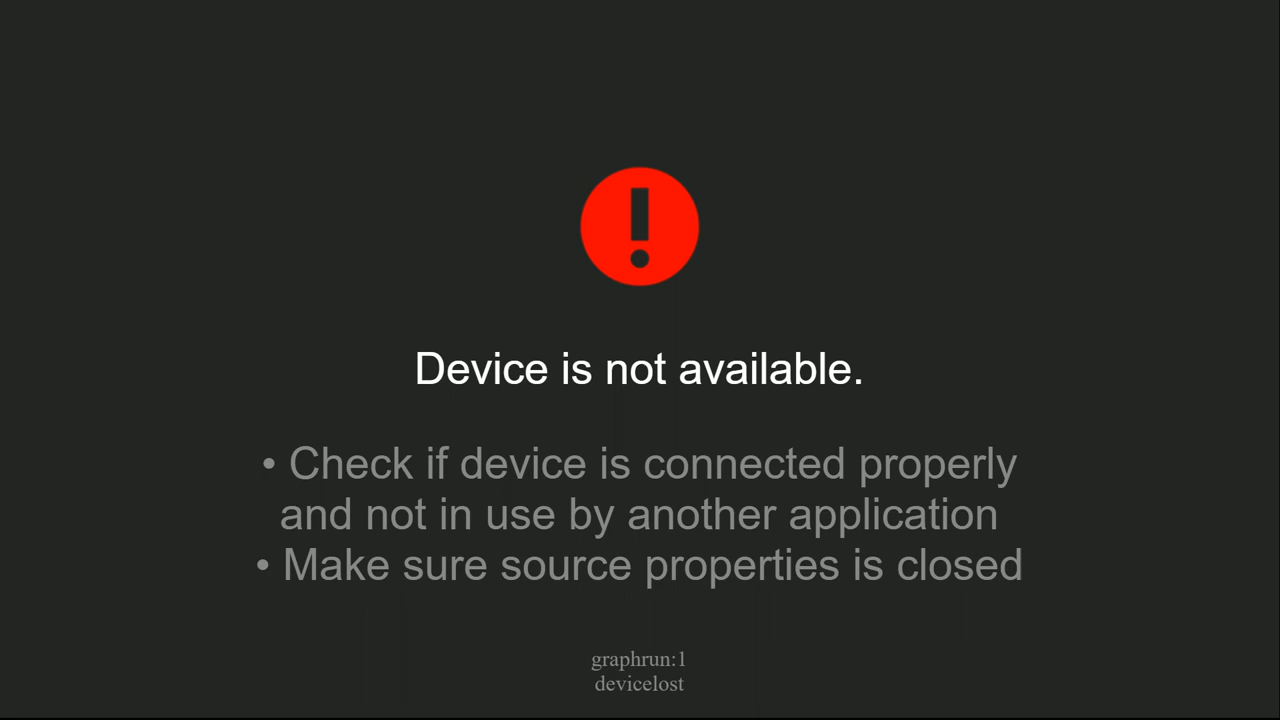 Device is not available.
• Check if device is connected properly
and not in use by another application
• Make sure source properties is closed
graphrun:1
devicelost